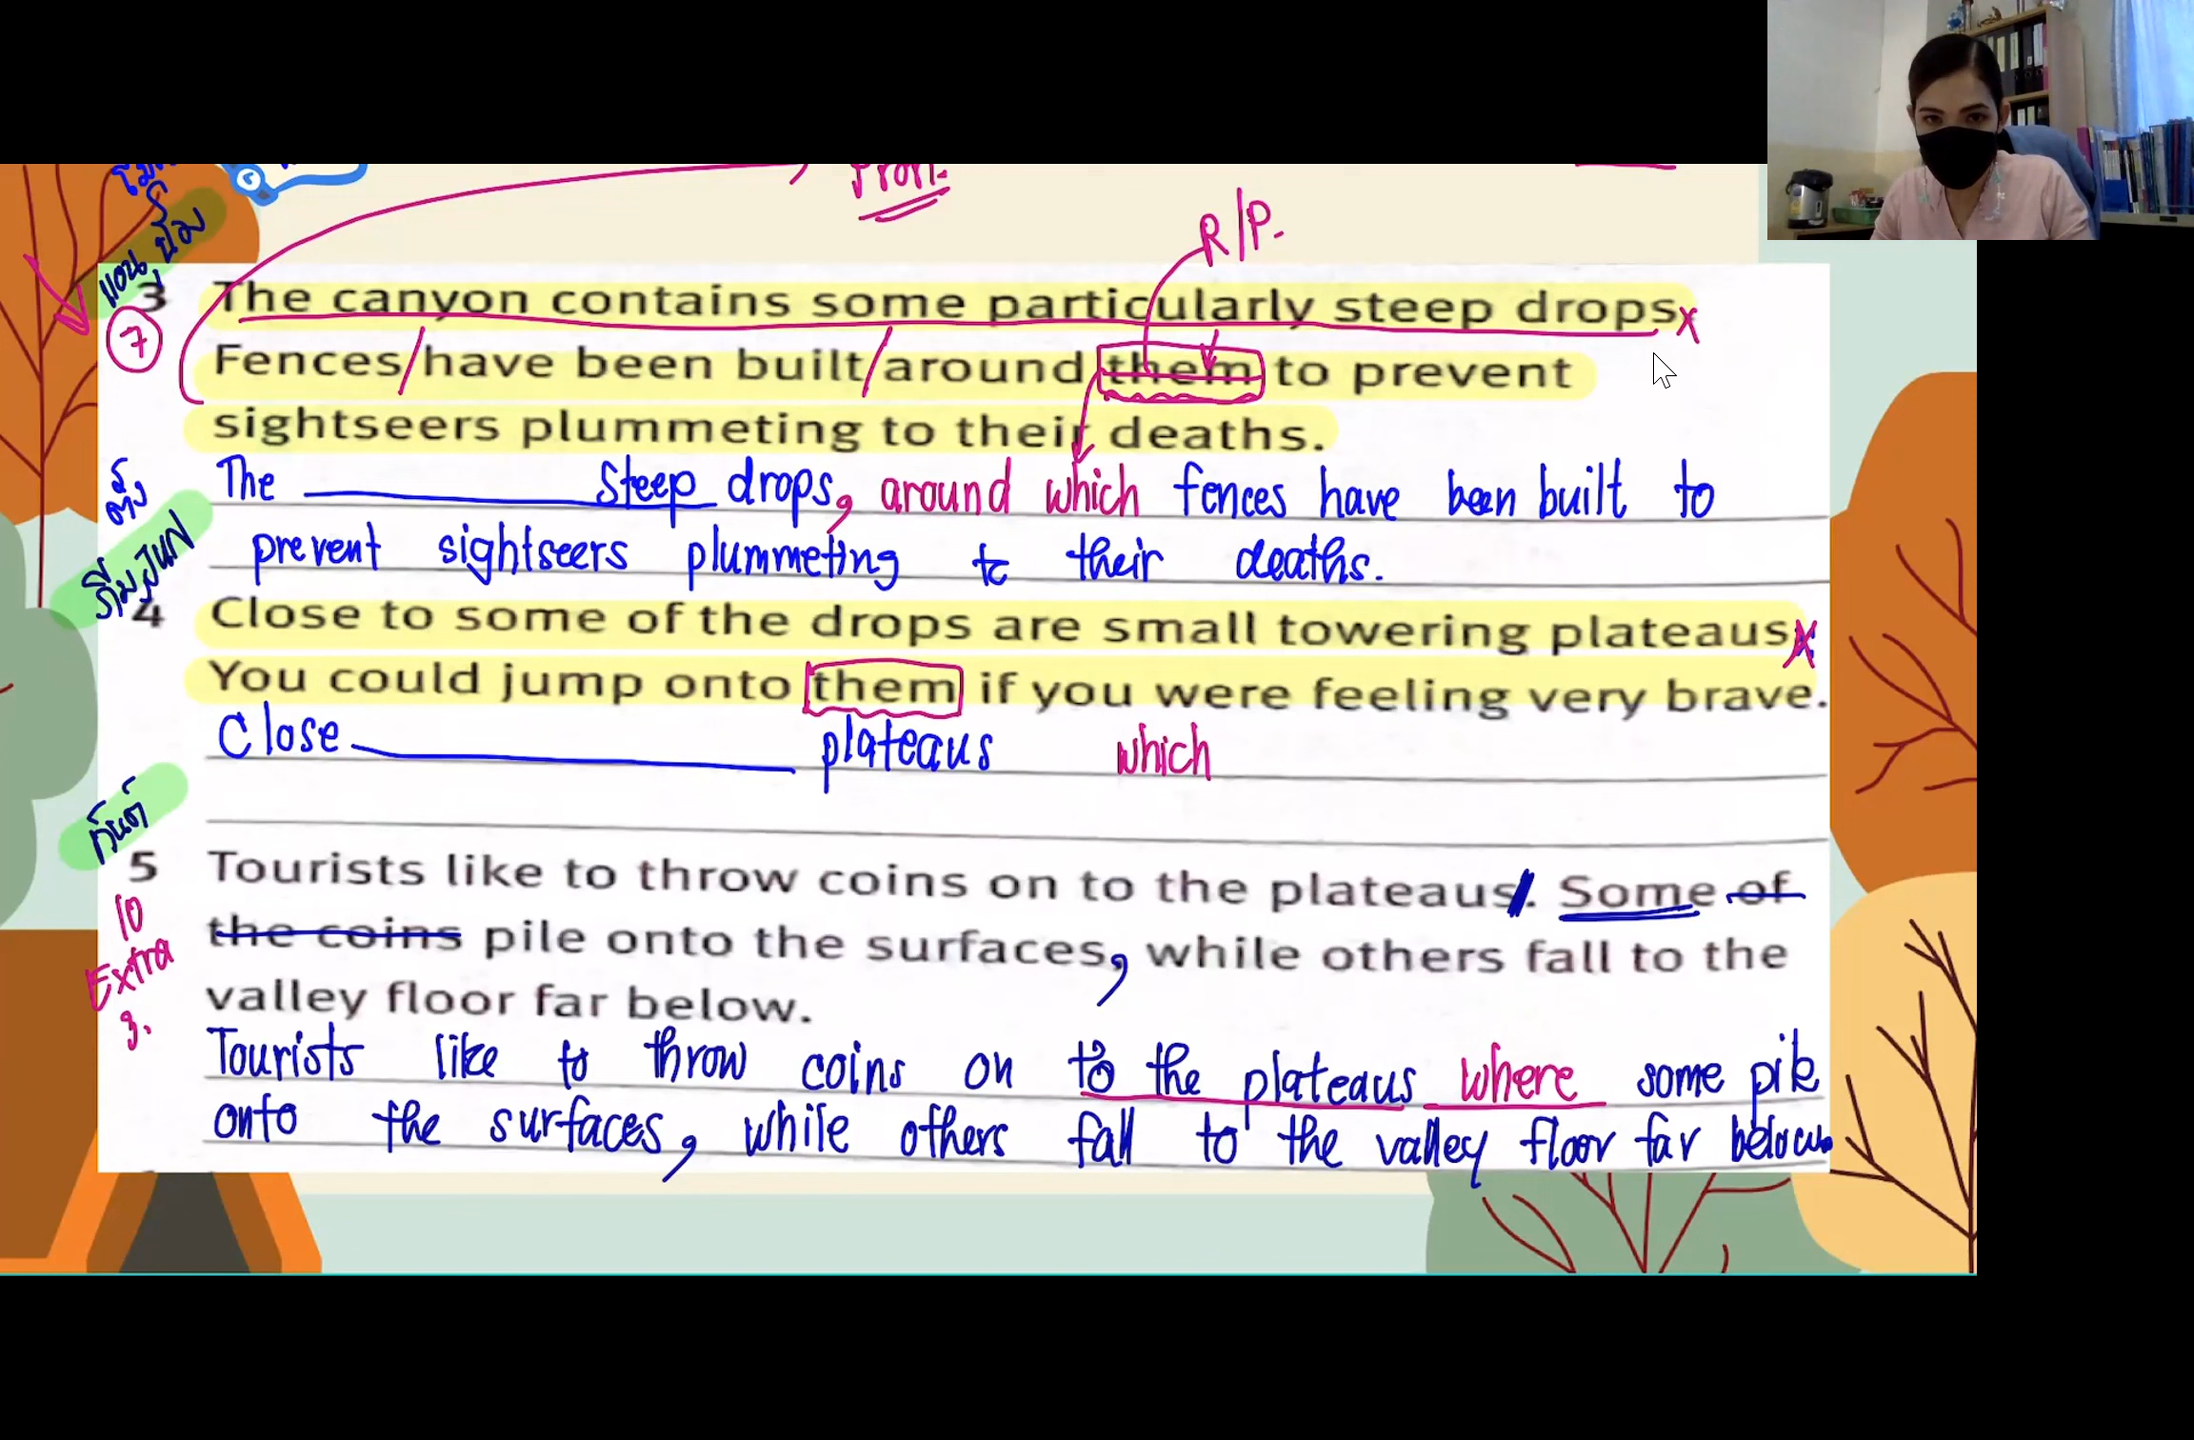 Pron.
R/P.
3 The canyon contains some particularly steep drops
7 Fences have been built around them to prevent
sightseers plummeting to their deaths.
The steep drops, around which fences have been built to
prevent sightseers plummeting to their deaths.
4 Close to some of the drops are small towering plateaus.
You could jump onto them if you were feeling very brave.
Close plateaus which
5 Tourists like to throw coins on to the plateaus. Some of
10 the coins pile onto the surfaces, while others fall to the
Extra valley floor far below.
3.
Tourists like to throw coins on to the plateaus where some pile
onto the surfaces, while others fall to the valley floor far below